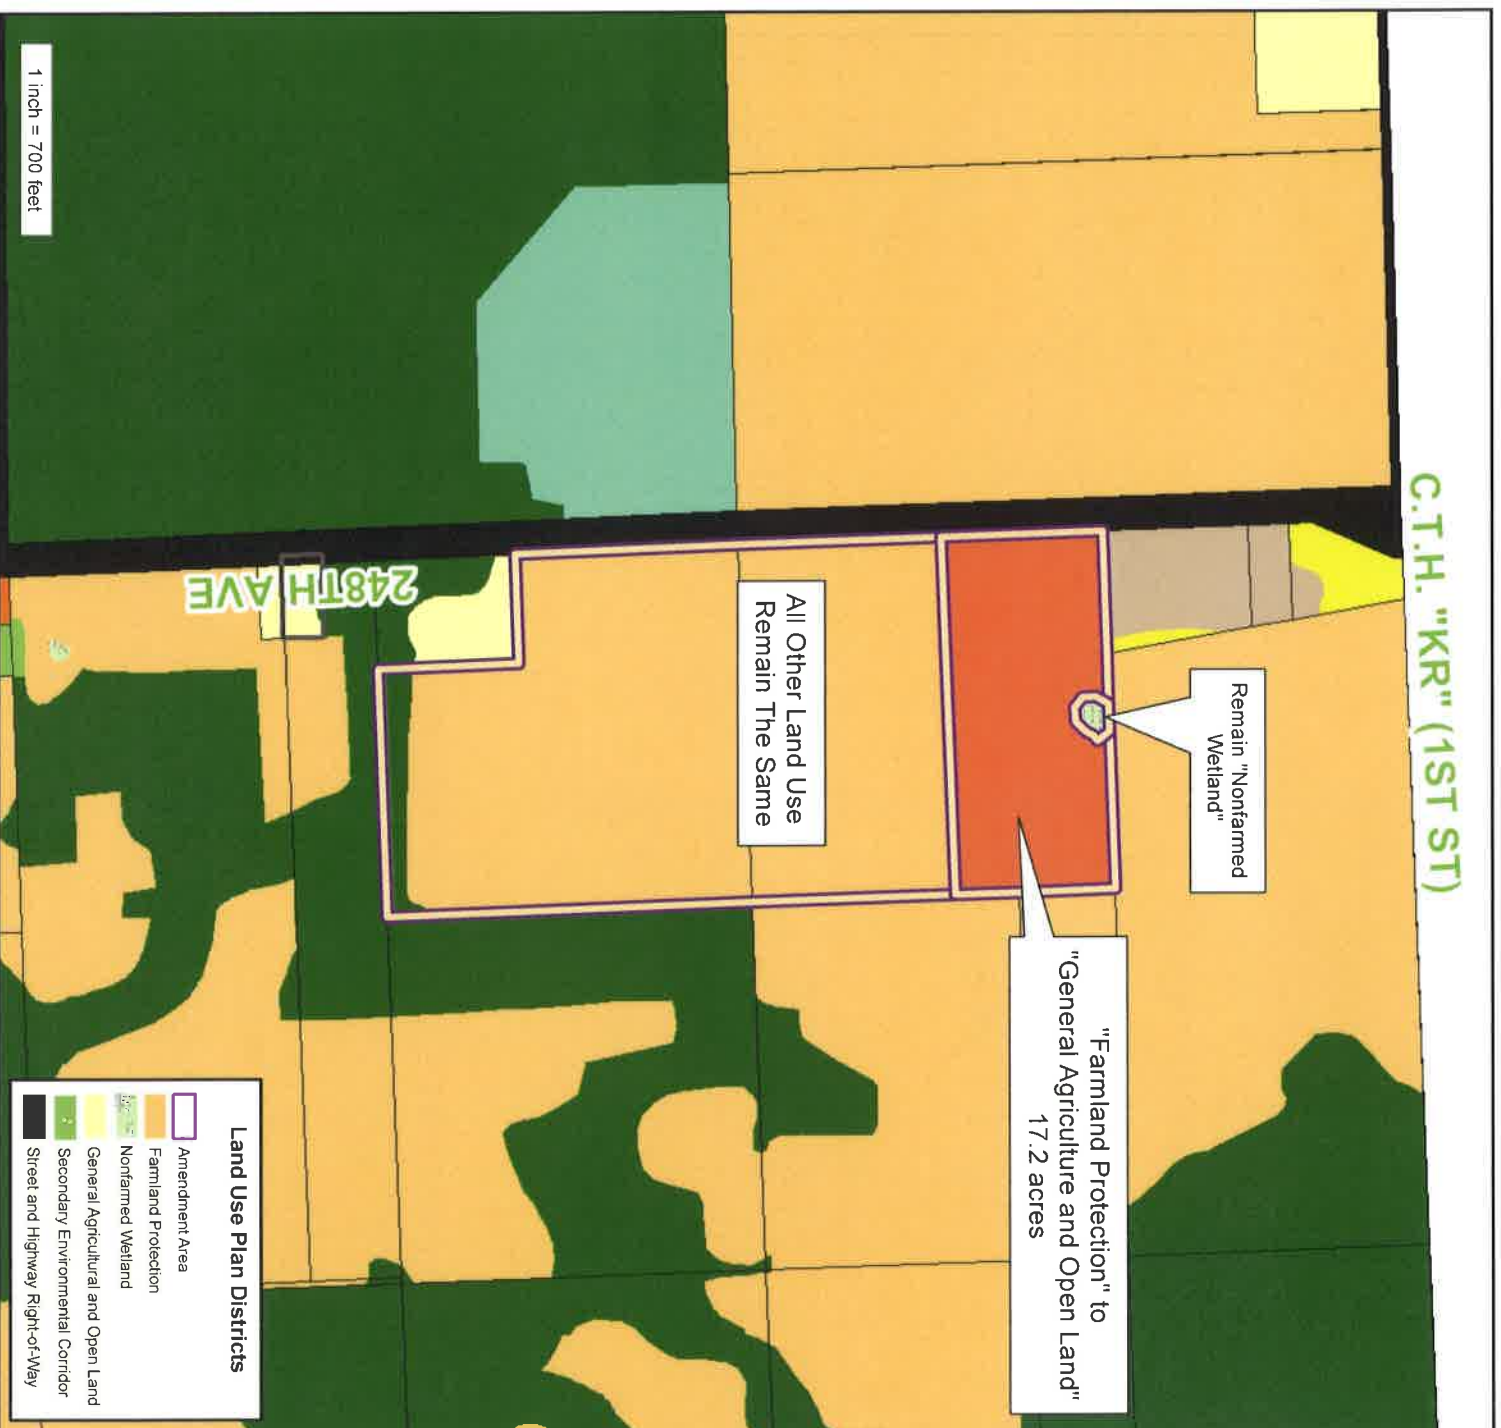 C.T.H. "KR" (1ST ST)
Remain "Nonfarmed
Wetland"
"Farmland Protection" to
"General Agriculture and Open Land"
17.2 acres
All Other Land Use
Remain The Same
248TH AVE
1 inch = 700 feet
Land Use Plan Districts
Amendment Area
Farmland Protection
Nonfarmed Wetland
General Agricultural and Open Land
Secondary Environmental Corridor
Street and Highway Right-of-Way